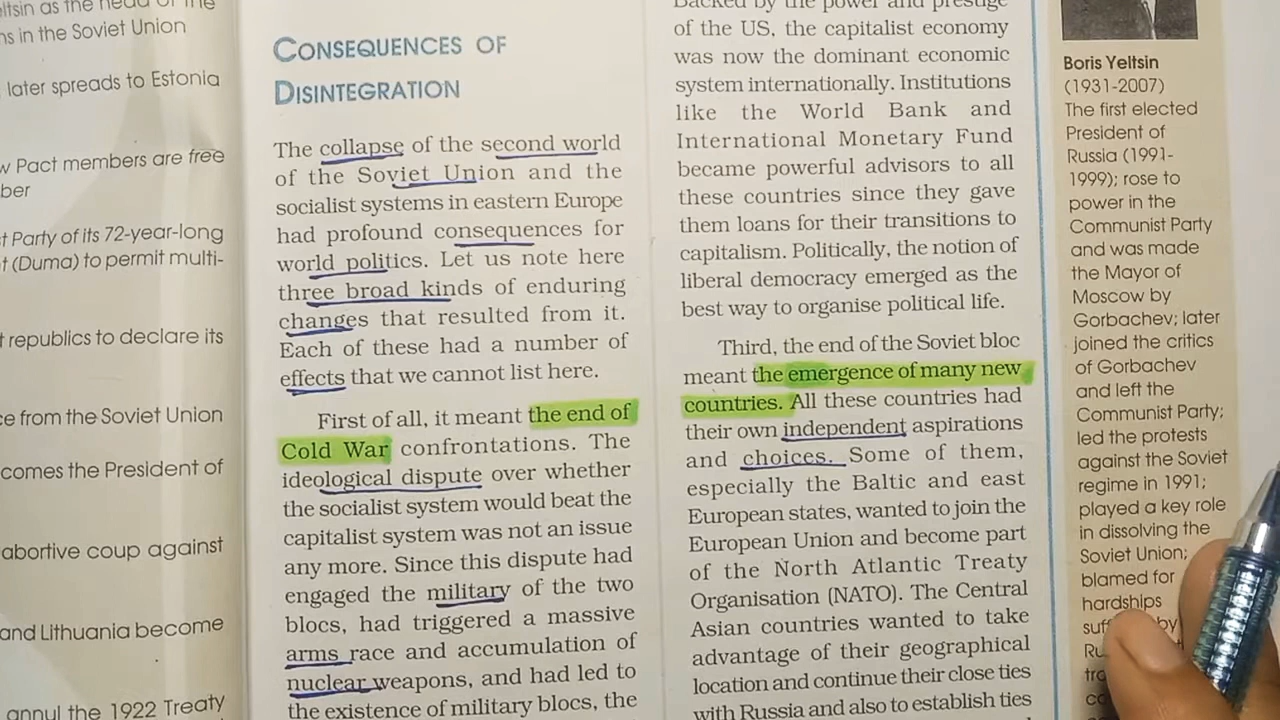 as the head of the
in the Soviet Union
later spreads to Estonia
Pact members are free
Party of its 72-year-long
(Duma) to permit multi-
republics to declare its
from the Soviet Union
comes the President of
abortive coup against
and Lithuania become
annul the 1922 Treaty
CONSEQUENCES OF
DISINTEGRATION
The collapse of the second world
of the Soviet Union and the
socialist systems in eastern Europe
had profound consequences for
world politics. Let us note here
three broad kinds of enduring
changes that resulted from it.
Each of these had a number of
effects that we cannot list here.
First of all, it meant the end of
Cold War confrontations. The
ideological dispute over whether
the socialist system would beat the
capitalist system was not an issue
any more. Since this dispute had
engaged the military of the two
blocs, had triggered a massive
arms race and accumulation of
nuclear weapons, and had led to
the existence of military blocs, the
Backed by the power and prestige
of the US, the capitalist economy
was now the dominant economic
system internationally. Institutions
like the World Bank and
International Monetary Fund
became powerful advisors to all
these countries since they gave
them loans for their transitions to
capitalism. Politically, the notion of
liberal democracy emerged as the
best way to organise political life.
Third, the end of the Soviet bloc
meant the emergence of many new
countries. All these countries had
their own independent aspirations
and choices. Some of them,
especially the Baltic and east
European states, wanted to join the
European Union and become part
of the North Atlantic Treaty
Organisation (NATO). The Central
Asian countries wanted to take
advantage of their geographical
location and continue their close ties
with Russia and also to establish ties
Boris Yeltsin
(1931-2007)
The first elected
President of
Russia (1991-
1999); rose to
power in the
Communist Party
and was made
the Mayor of
Moscow by
Gorbachev; later
joined the critics
of Gorbachev
and left the
Communist Party;
led the protests
against the Soviet
regime in 1991;
played a key role
in dissolving the
Soviet Union;
blamed for
hardships
by